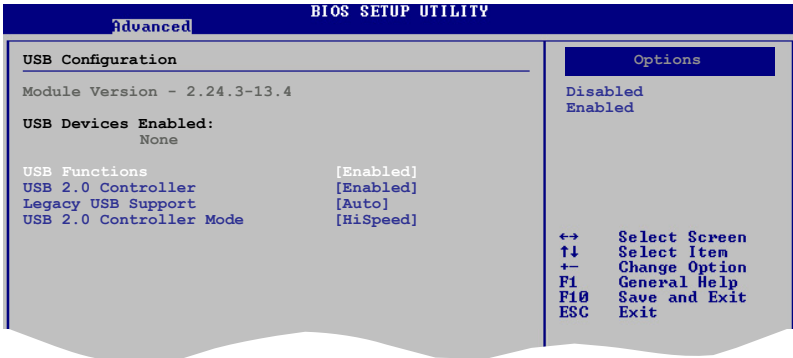 BIOS SETUP UTILITY
Advanced
USB Configuration
Module Version - 2.24.3-13.4
USB Devices Enabled:
None
USB Functions [Enabled]
USB 2.0 Controller [Enabled]
Legacy USB Support [Auto]
USB 2.0 Controller Mode [HiSpeed]
Options
Disabled
Enabled
←→ Select Screen
↑↓ Select Item
+- Change Option
F1 General Help
F10 Save and Exit
ESC Exit